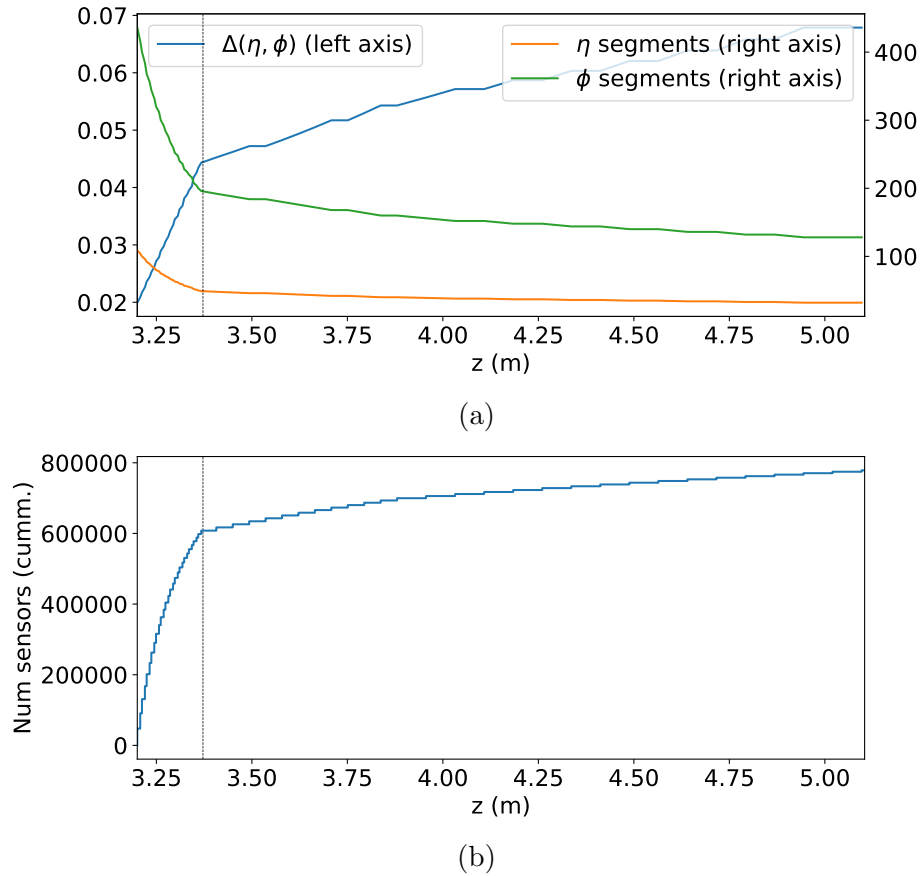 0.07
0.06
0.05
0.04
0.03
0.02
Δ(η, ϕ) (left axis)
η segments (right axis)
ϕ segments (right axis)
400
300
200
100
3.25 3.50 3.75 4.00 4.25 4.50 4.75 5.00
z (m)
(a)
Num sensors (cumm.)
800000
600000
400000
200000
0
3.25 3.50 3.75 4.00 4.25 4.50 4.75 5.00
z (m)
(b)